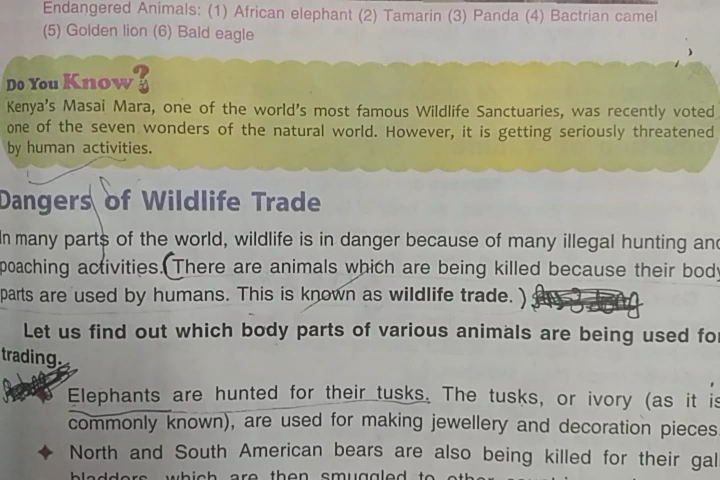 Endangered Animals: (1) African elephant (2) Tamarin (3) Panda (4) Bactrian camel
(5) Golden lion (6) Bald eagle
Do You Know?
Kenya's Masai Mara, one of the world's most famous Wildlife Sanctuaries, was recently voted
one of the seven wonders of the natural world. However, it is getting seriously threatened
by human activities.
Dangers of Wildlife Trade
In many parts of the world, wildlife is in danger because of many illegal hunting and
poaching activities. (There are animals which are being killed because their body
parts are used by humans. This is known as wildlife trade. )
Let us find out which body parts of various animals are being used for
trading.
Elephants are hunted for their tusks. The tusks, or ivory (as it is
commonly known), are used for making jewellery and decoration pieces.
North and South American bears are also being killed for their gall
bladders, which are then smuggled to other